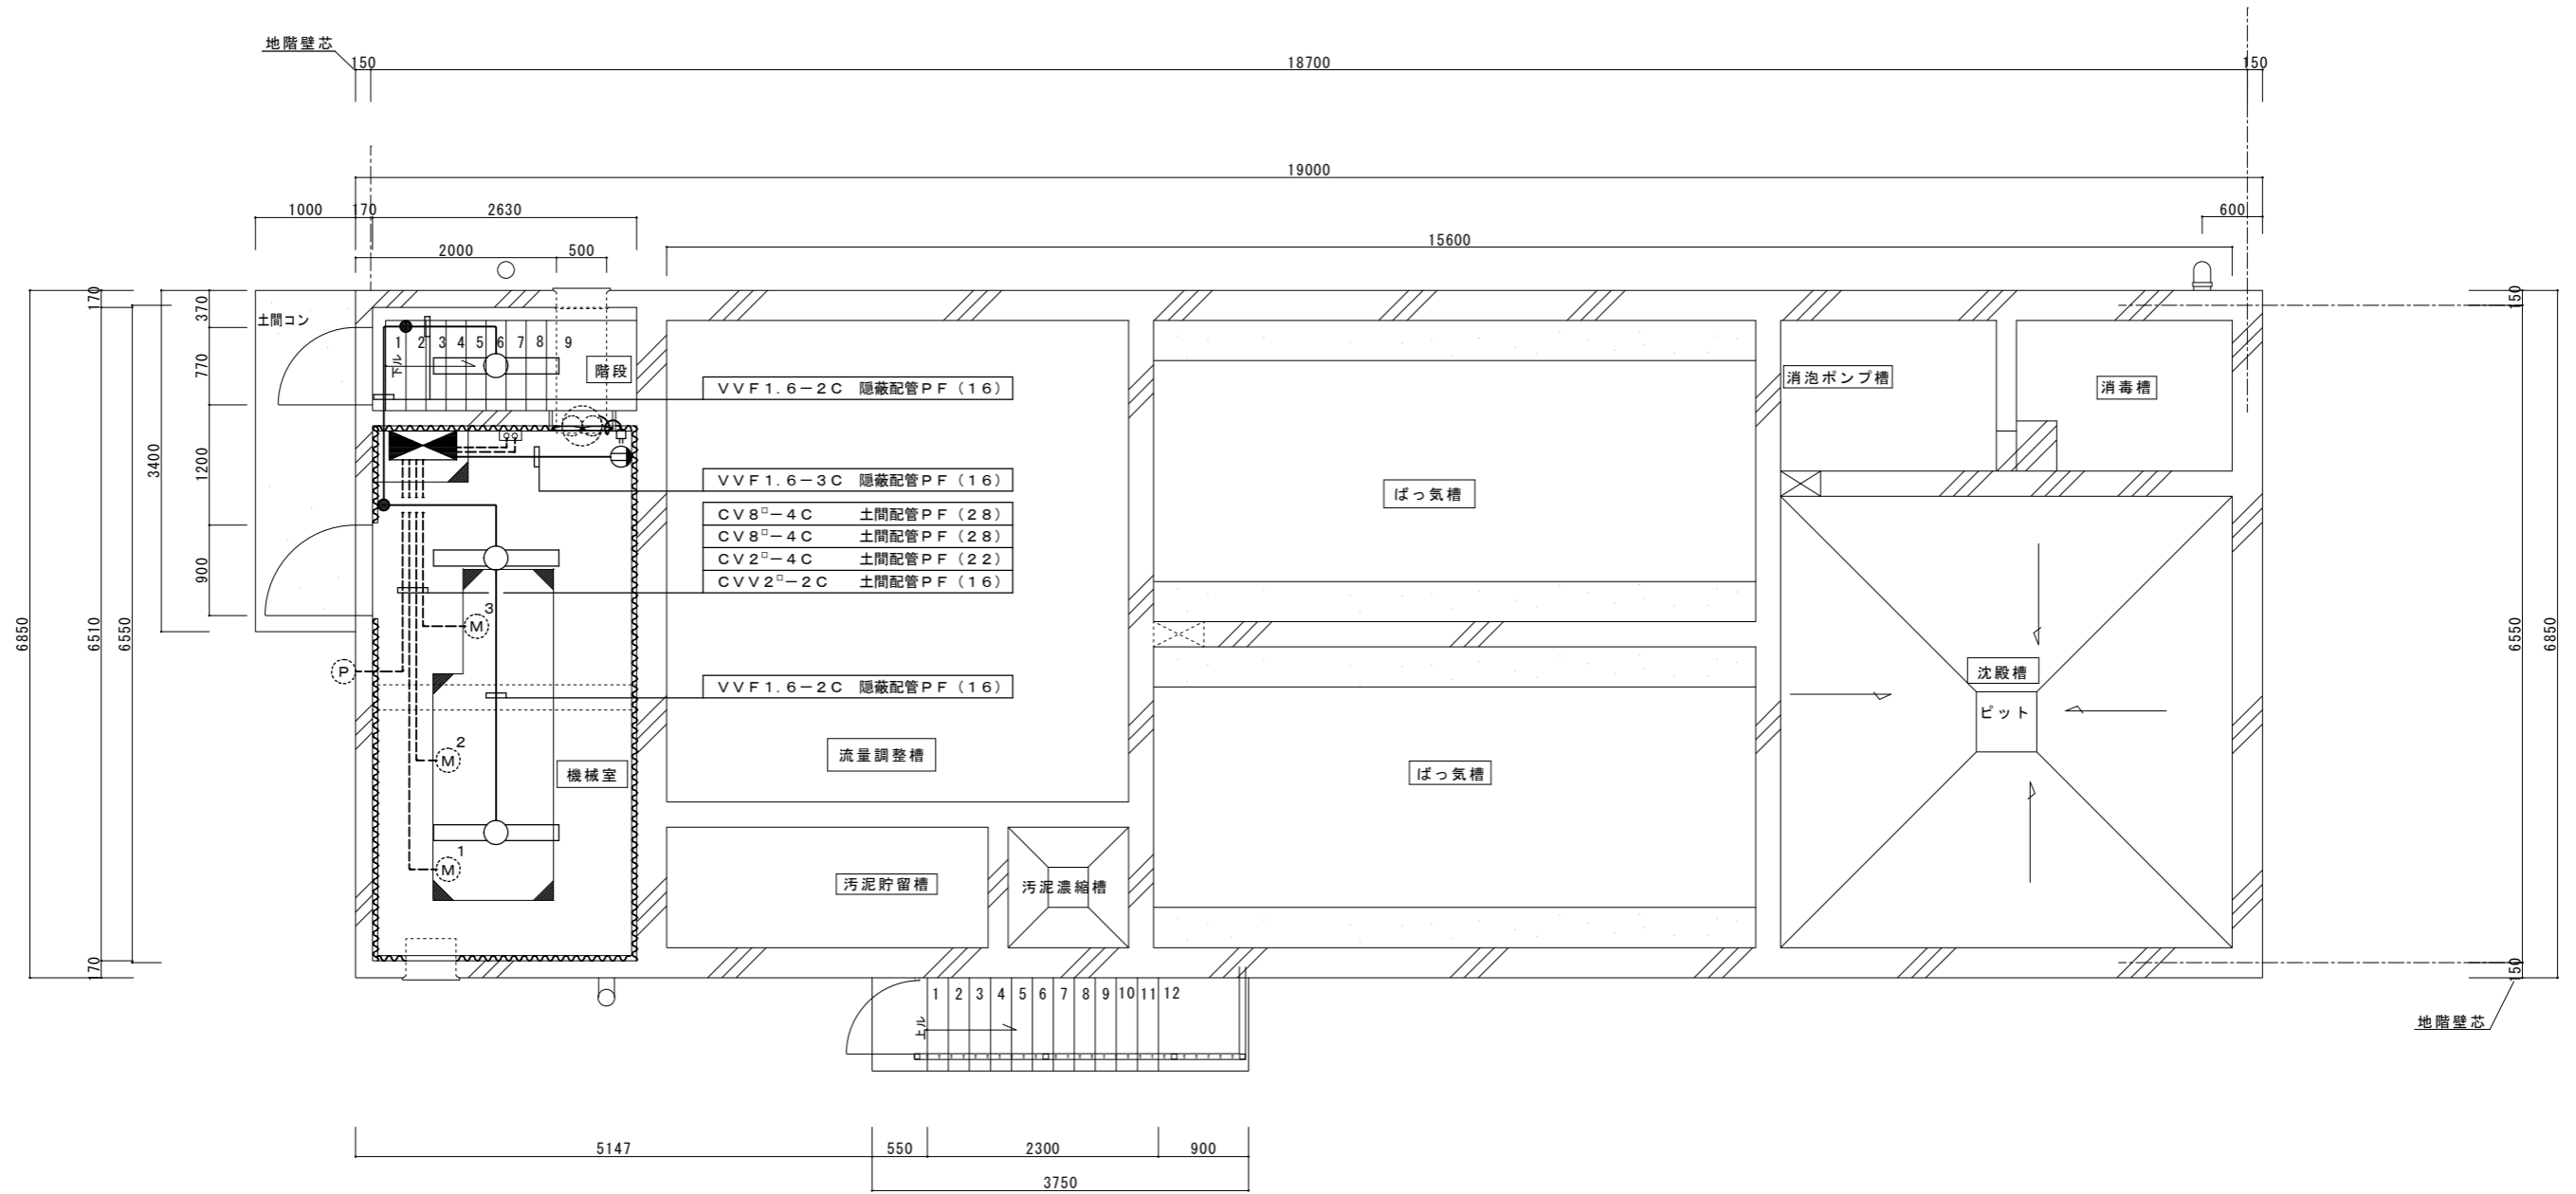 地階壁芯
150
18700
150
19000
1000
170
2630
600
2000
500
15600
170
370
150
土間コン
1
2
3
4
5
6
7
8
9
下ル
階段
770
VVF1.6-2C 隠蔽配管PF(16)
消泡ポンプ槽
消毒槽
3400
1200
VVF1.6-3C 隠蔽配管PF(16)
ばっ気槽
CV8□-4C 土間配管PF(28)
CV8□-4C 土間配管PF(28)
CV2□-4C 土間配管PF(22)
CVV2□-2C 土間配管PF(16)
900
6850
6510
6550
M
3
6550
6850
P
沈殿槽
VVF1.6-2C 隠蔽配管PF(16)
ピット
M
2
流量調整槽
機械室
ばっ気槽
M
1
汚泥貯留槽
汚泥濃縮槽
170
150
1
2
3
4
5
6
7
8
9
10
11
12
上ル
地階壁芯
5147
550
2300
900
3750